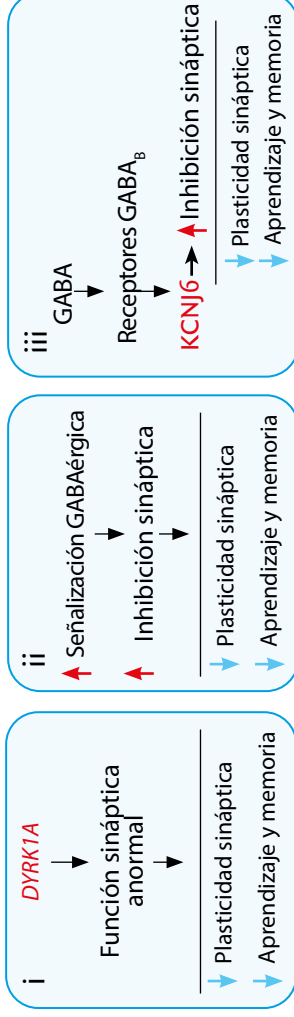 i
DYRK1A
Función sináptica
anormal
Plasticidad sináptica
Aprendizaje y memoria
ii
Señalización GABAérgica
Inhibición sináptica
Plasticidad sináptica
Aprendizaje y memoria
iii
GABA
Receptores GABA_B
KCNJ6 → Inhibición sináptica
Plasticidad sináptica
Aprendizaje y memoria